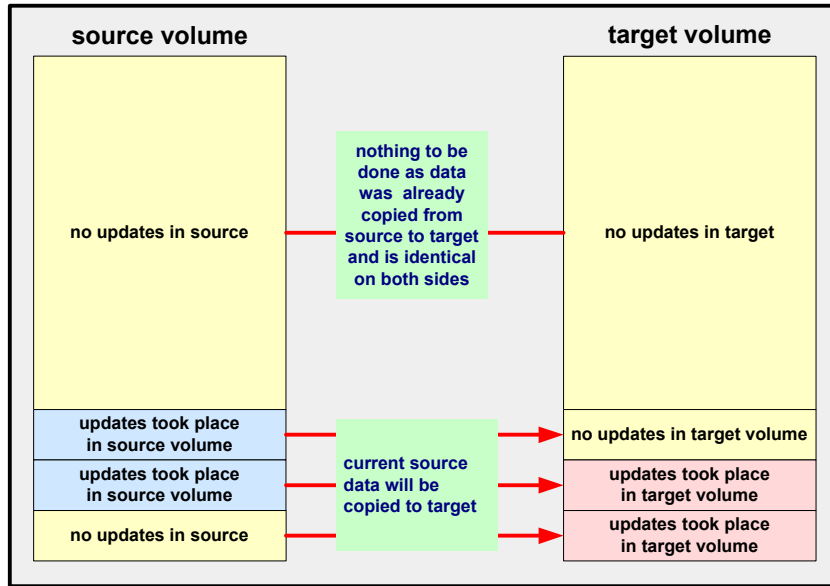 source volume
target volume
no updates in source
nothing to be
done as data
was already
copied from
source to target
and is identical
on both sides
no updates in target
updates took place
in source volume
updates took place
in source volume
no updates in source
current source
data will be
copied to target
no updates in target volume
updates took place
in target volume
updates took place
in target volume